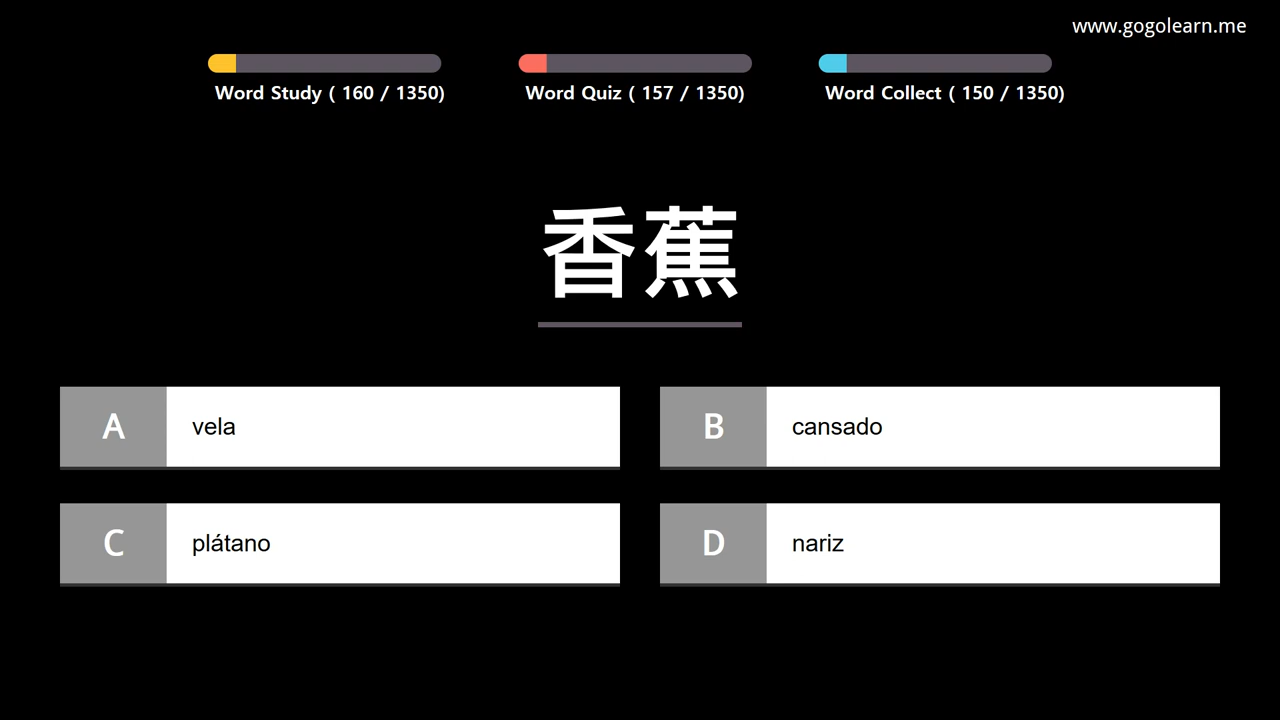 www.gogolearn.me
Word Study ( 160 / 1350)
Word Quiz ( 157 / 1350)
Word Collect ( 150 / 1350)
香蕉
A vela
B cansado
C plátano
D nariz